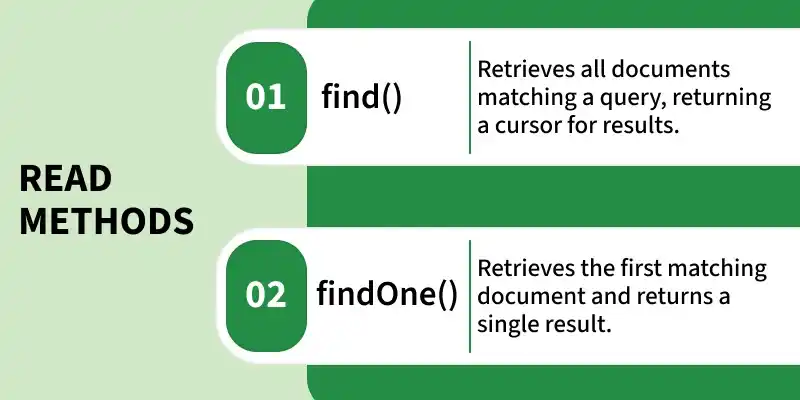 READ
METHODS
01
find()
Retrieves all documents
matching a query, returning
a cursor for results.
02
findOne()
Retrieves the first matching
document and returns a
single result.